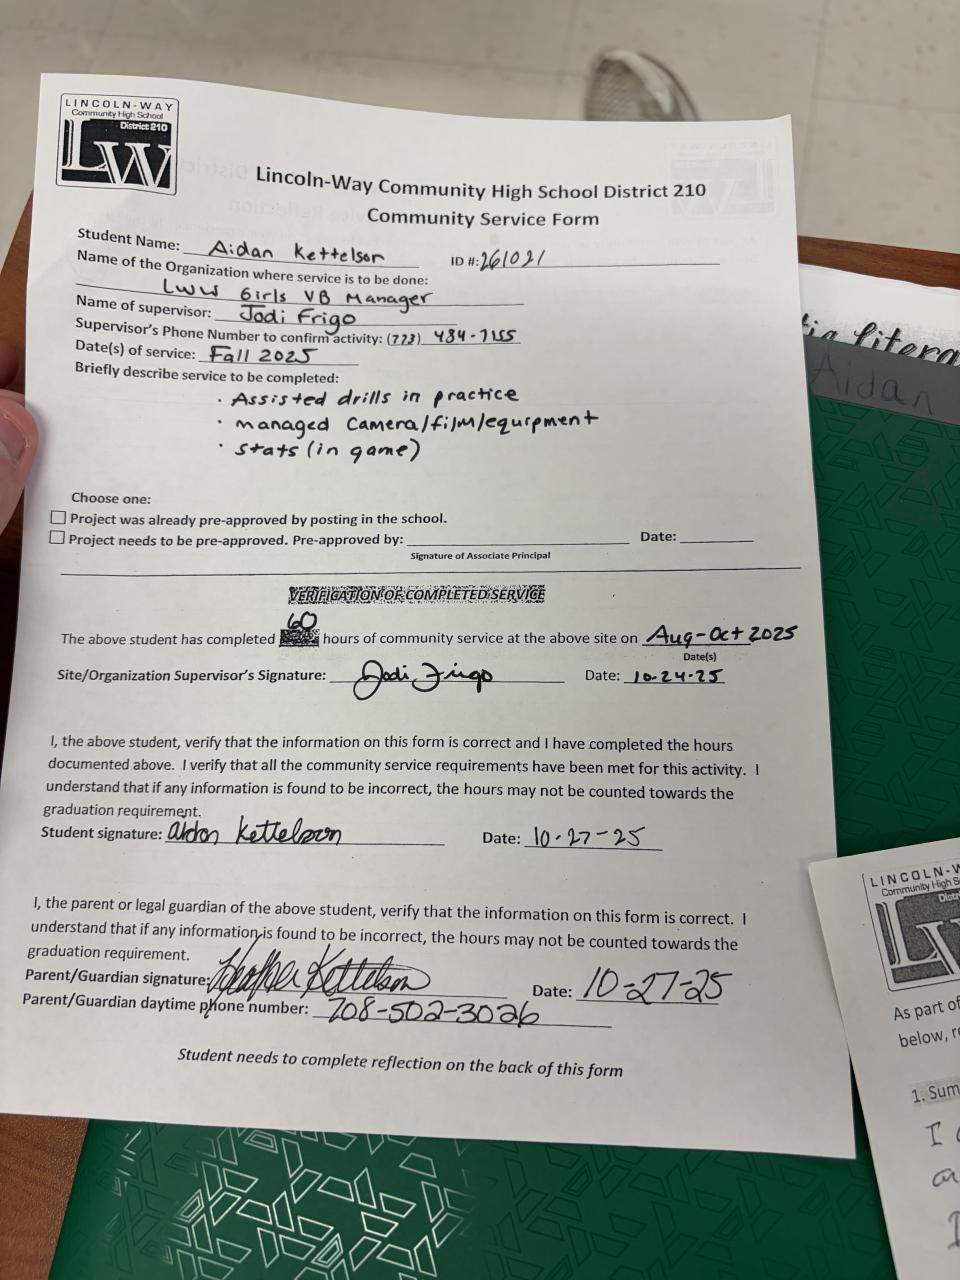 LINCOLN-WAY
Community High School
District 210
LW
Lincoln-Way Community High School District 210
Community Service Form
Student Name: Aidan Kettelson ID #: 261021
Name of the Organization where service is to be done:
LWW Girls VB Manager
Name of supervisor: Jodi Frigo
Supervisor's Phone Number to confirm activity: (773) 484-7155
Date(s) of service: Fall 2025
Briefly describe service to be completed:
· Assisted drills in practice
· managed camera/film/equipment
· stats (in game)
Choose one:
Project was already pre-approved by posting in the school.
Project needs to be pre-approved. Pre-approved by: Date:
Signature of Associate Principal
VERIFICATION OF COMPLETED SERVICE
60
The above student has completed hours of community service at the above site on Aug-Oct 2025
Date(s)
Site/Organization Supervisor's Signature: Jodi Frigo Date: 10-24-25
I, the above student, verify that the information on this form is correct and I have completed the hours
documented above. I verify that all the community service requirements have been met for this activity. I
understand that if any information is found to be incorrect, the hours may not be counted towards the
graduation requirement.
Student signature: Aidan Kettelson Date: 10-27-25
I, the parent or legal guardian of the above student, verify that the information on this form is correct. I
understand that if any information is found to be incorrect, the hours may not be counted towards the
graduation requirement.
Parent/Guardian signature: Heather Kettelson Date: 10-27-25
Parent/Guardian daytime phone number: 708-502-3026
Student needs to complete reflection on the back of this form
Aidan
LINCOLN-W
Community High S
As part of
below, re
1. Sum
I